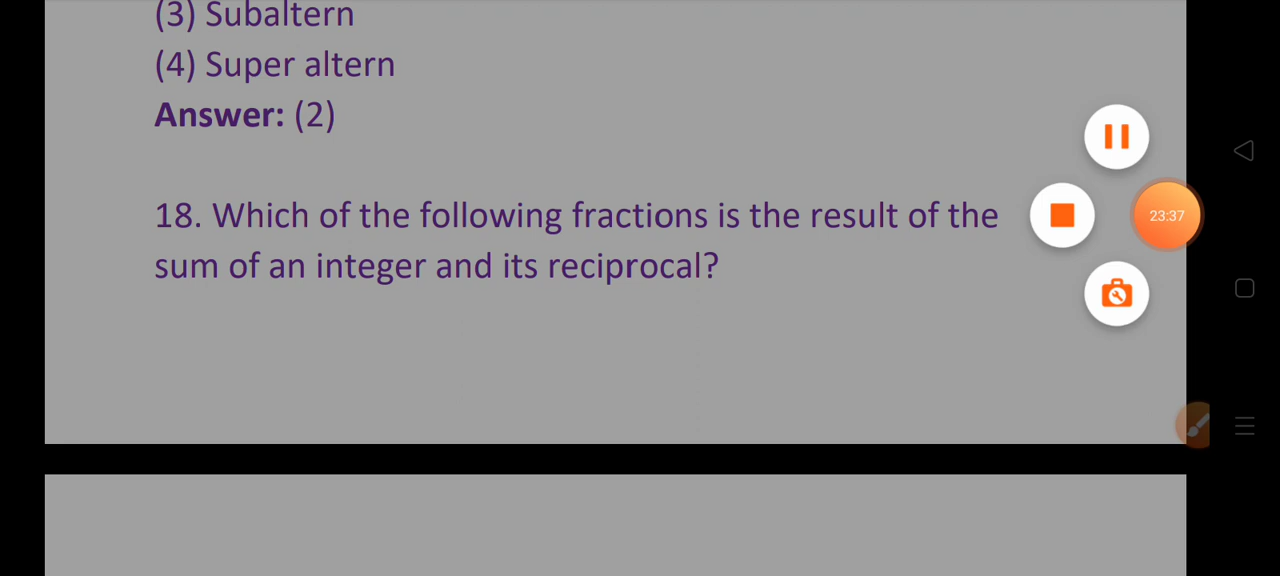 (3) Subaltern
(4) Super altern
Answer: (2)
18. Which of the following fractions is the result of the
sum of an integer and its reciprocal?
23:37